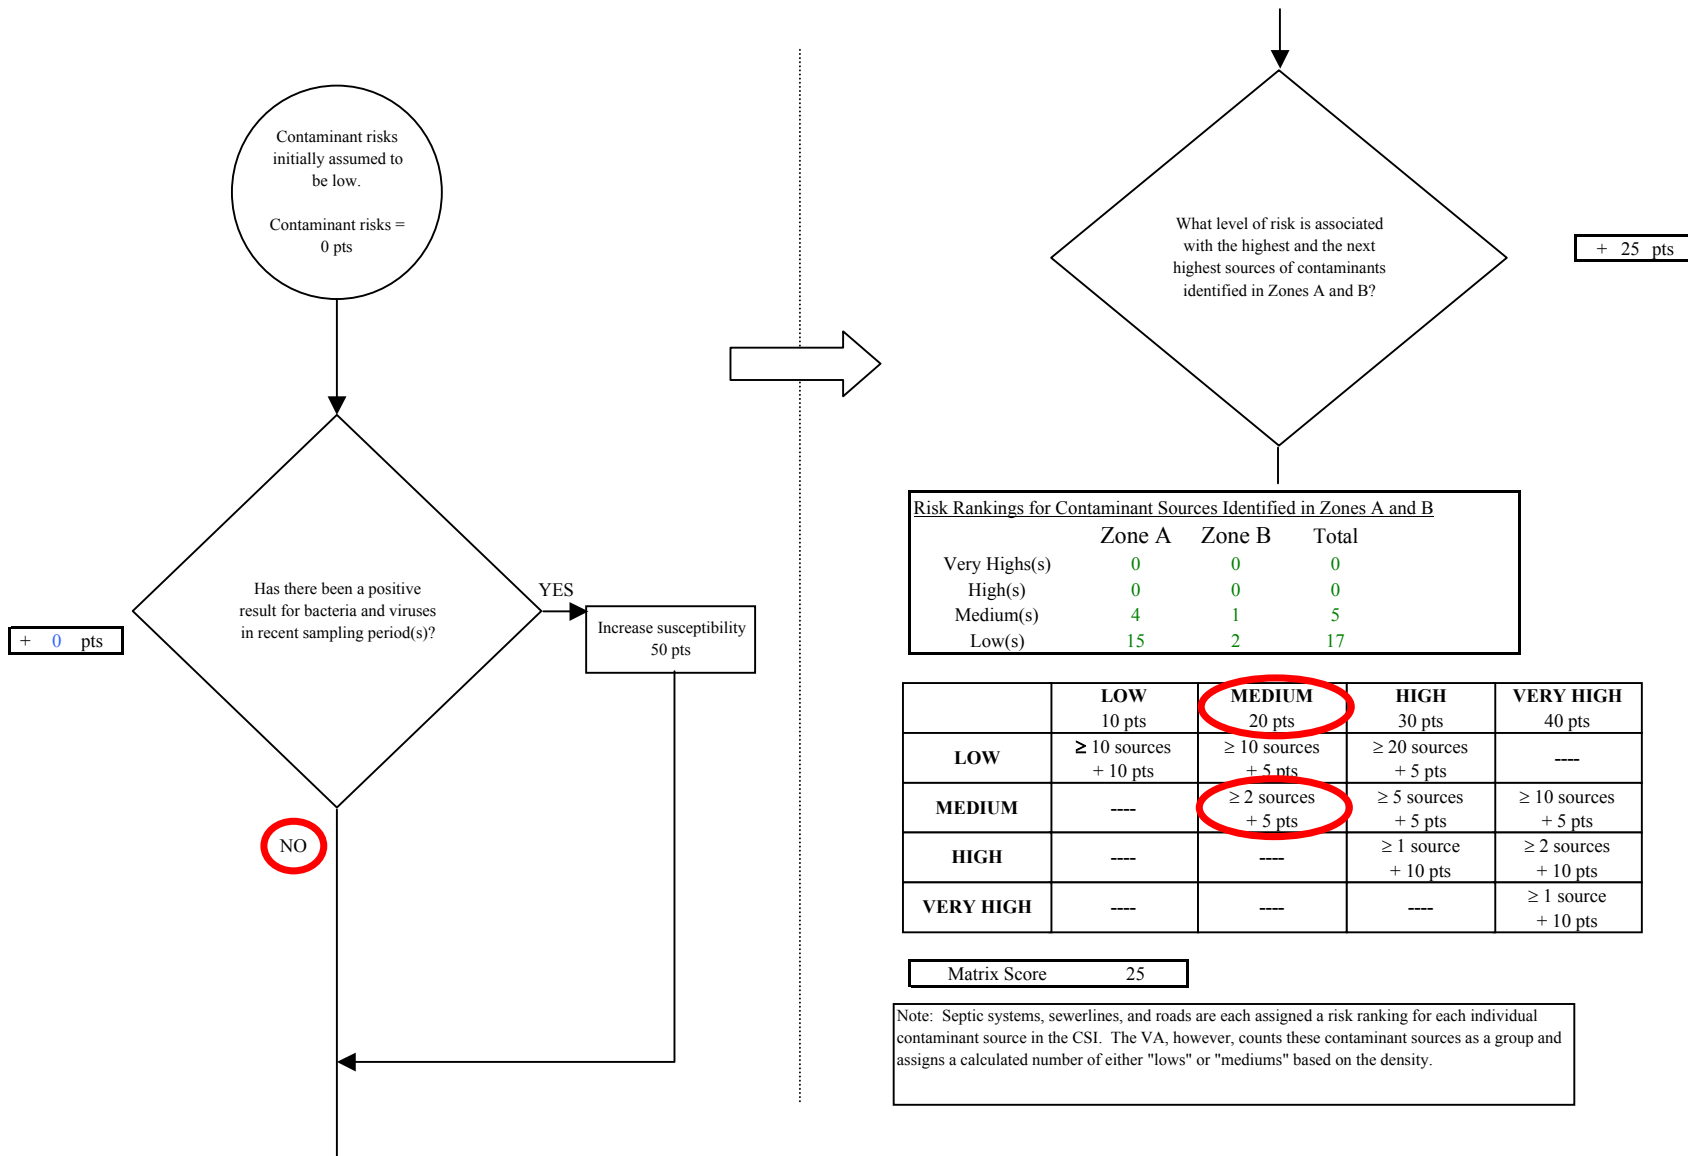 Contaminant risks
initially assumed to
be low.
Contaminant risks =
0 pts
Has there been a positive
result for bacteria and viruses
in recent sampling period(s)?
+ 0 pts
YES
Increase susceptibility
50 pts
NO
What level of risk is associated
with the highest and the next
highest sources of contaminants
identified in Zones A and B?
+ 25 pts
Risk Rankings for Contaminant Sources Identified in Zones A and B
Zone A Zone B Total
Very Highs(s) 0 0 0
High(s) 0 0 0
Medium(s) 4 1 5
Low(s) 15 2 17
LOW MEDIUM HIGH VERY HIGH
10 pts 20 pts 30 pts 40 pts
LOW ≥ 10 sources ≥ 10 sources ≥ 20 sources ----
+ 10 pts + 5 pts + 5 pts
MEDIUM ---- ≥ 2 sources ≥ 5 sources ≥ 10 sources
+ 5 pts + 5 pts + 5 pts
HIGH ---- ---- ≥ 1 source ≥ 2 sources
+ 10 pts + 10 pts
VERY HIGH ---- ---- ---- ≥ 1 source
+ 10 pts
Matrix Score 25
Note: Septic systems, sewerlines, and roads are each assigned a risk ranking for each individual
contaminant source in the CSI. The VA, however, counts these contaminant sources as a group and
assigns a calculated number of either "lows" or "mediums" based on the density.